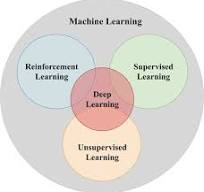 Machine Learning
Reinforcement
Learning
Supervised
Learning
Deep
Learning
Unsupervised
Learning